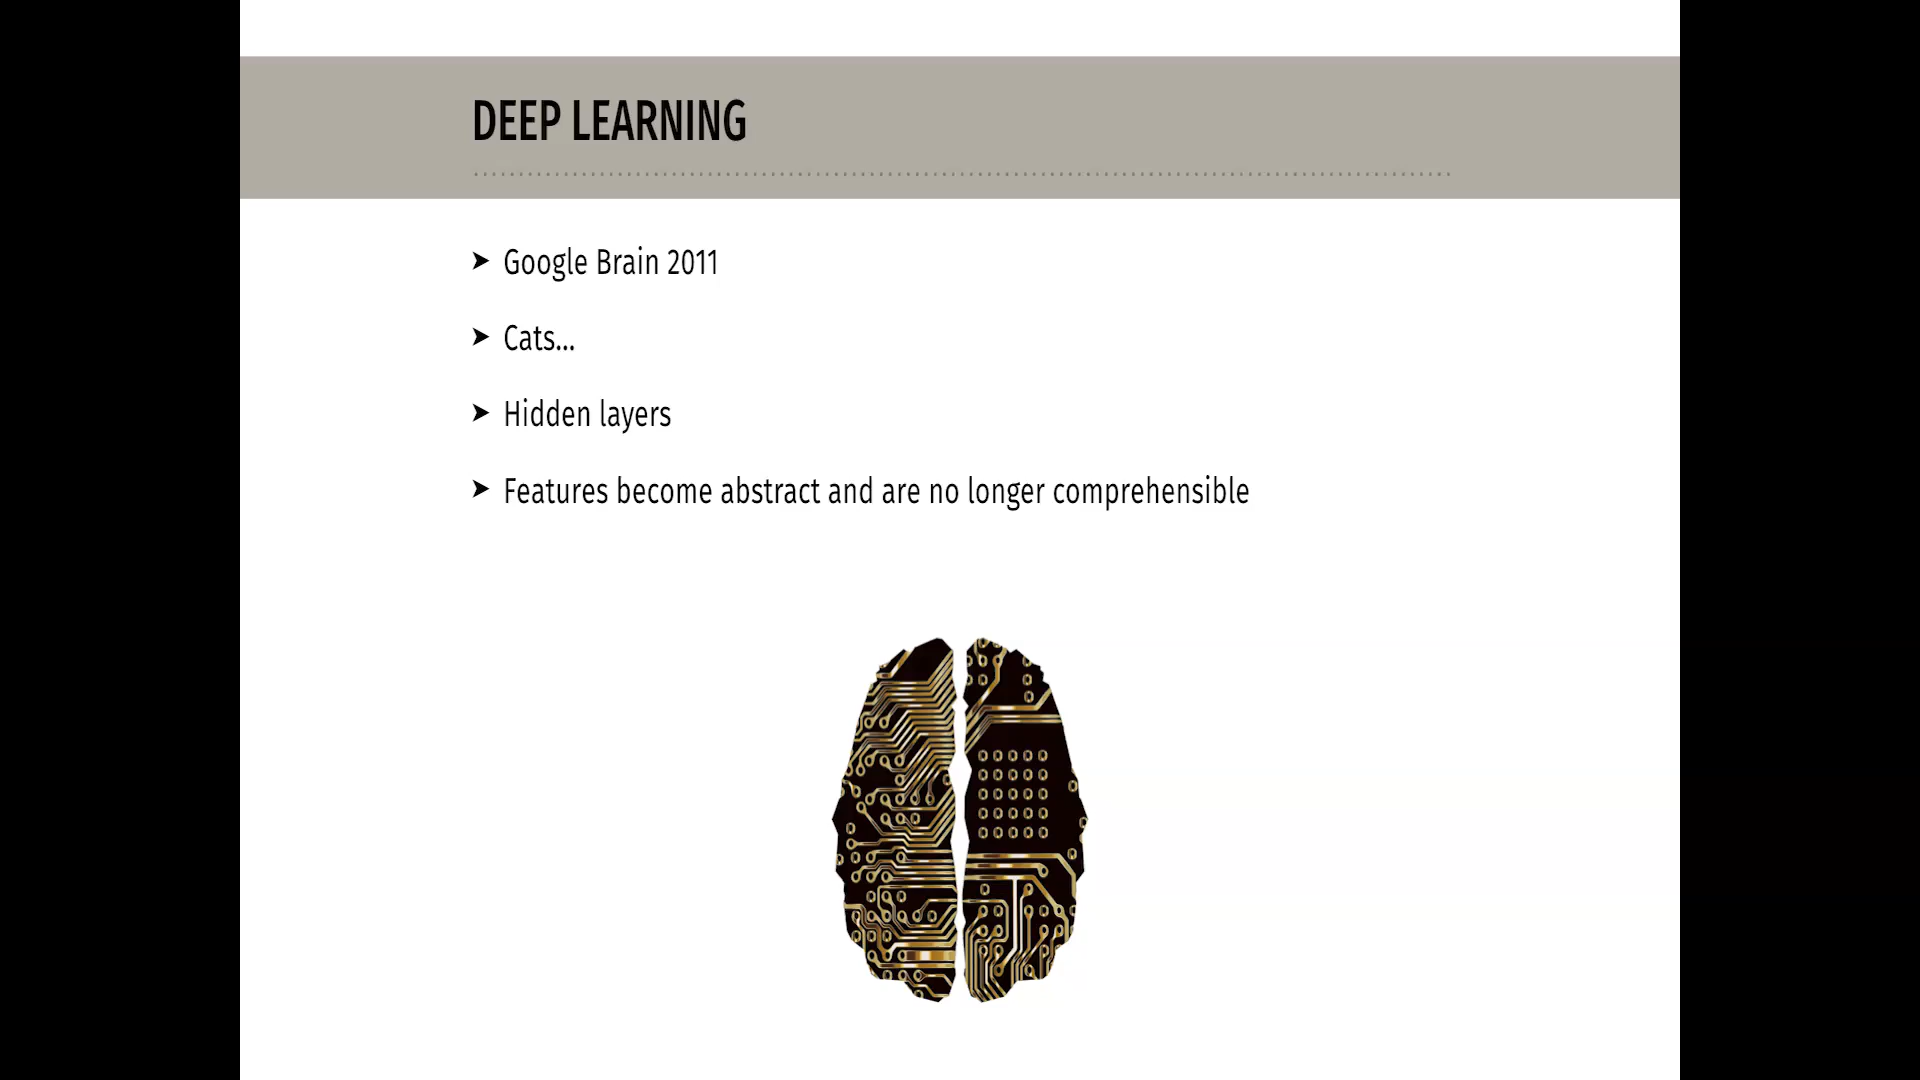 DEEP LEARNING
➤ Google Brain 2011
➤ Cats...
➤ Hidden layers
➤ Features become abstract and are no longer comprehensible